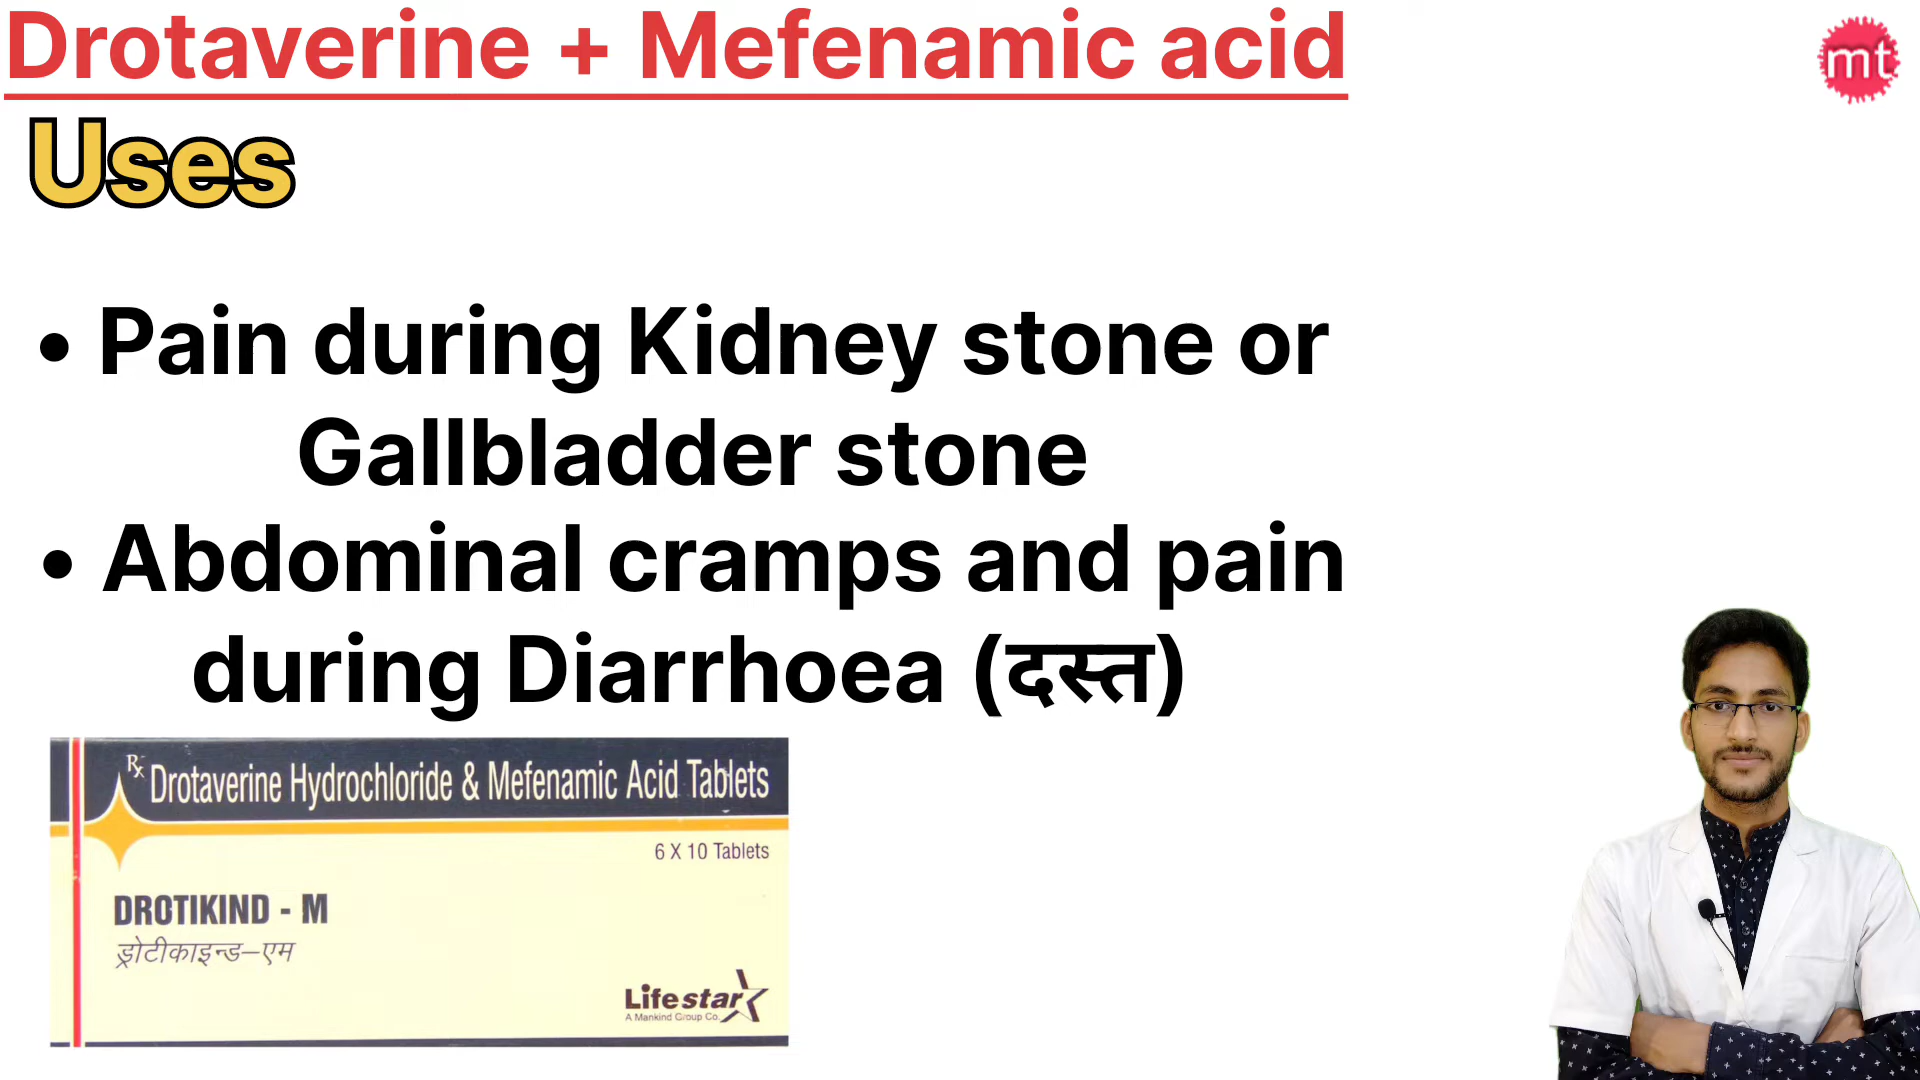 Drotaverine + Mefenamic acid
mt
Uses
• Pain during Kidney stone or
Gallbladder stone
• Abdominal cramps and pain
during Diarrhoea (दस्त)
Rx Drotaverine Hydrochloride & Mefenamic Acid Tablets
6 X 10 Tablets
DROTIKIND - M
ड्रोटीकाइन्ड–एम
Lifestar
A Mankind Group Co.